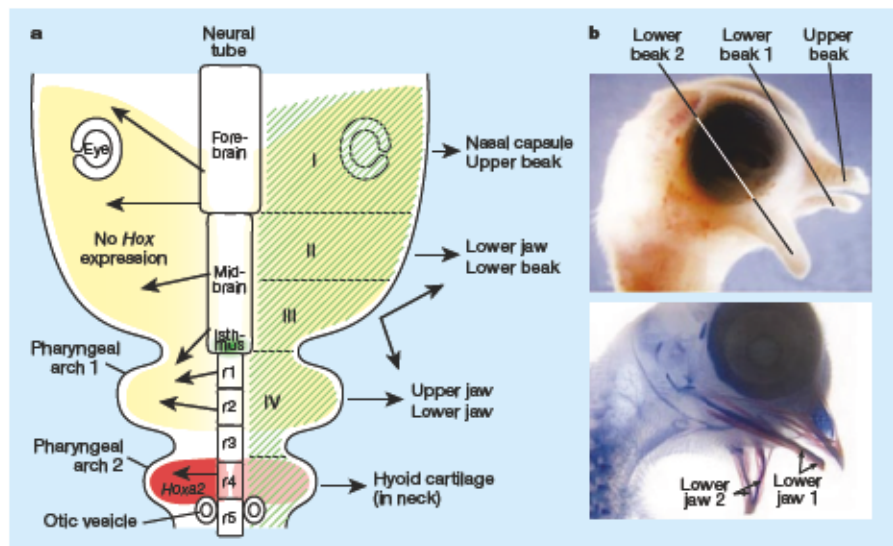 a
Neural
tube
Fore-
brain
Eye
I
Nasal capsule
Upper beak
No Hox
expression
II
Lower jaw
Lower beak
Mid-
brain
III
Isth-
mus
Pharyngeal
arch 1
r1
r2
IV
Upper jaw
Lower jaw
r3
Pharyngeal
arch 2
Hoxa2
r4
Hyoid cartilage
(in neck)
Otic vesicle
r5
b
Lower
beak 2
Lower
beak 1
Upper
beak
Lower
jaw 2
Lower
jaw 1